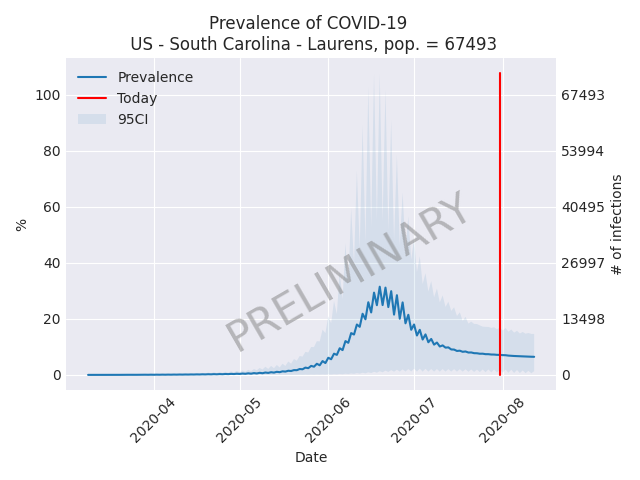 Prevalence of COVID-19
US - South Carolina - Laurens, pop. = 67493
Prevalence
Today
95CI
100
80
60
40
20
0
%
67493
53994
40495
26997
13498
0
# of infections
PRELIMINARY
2020-04
2020-05
2020-06
2020-07
2020-08
Date